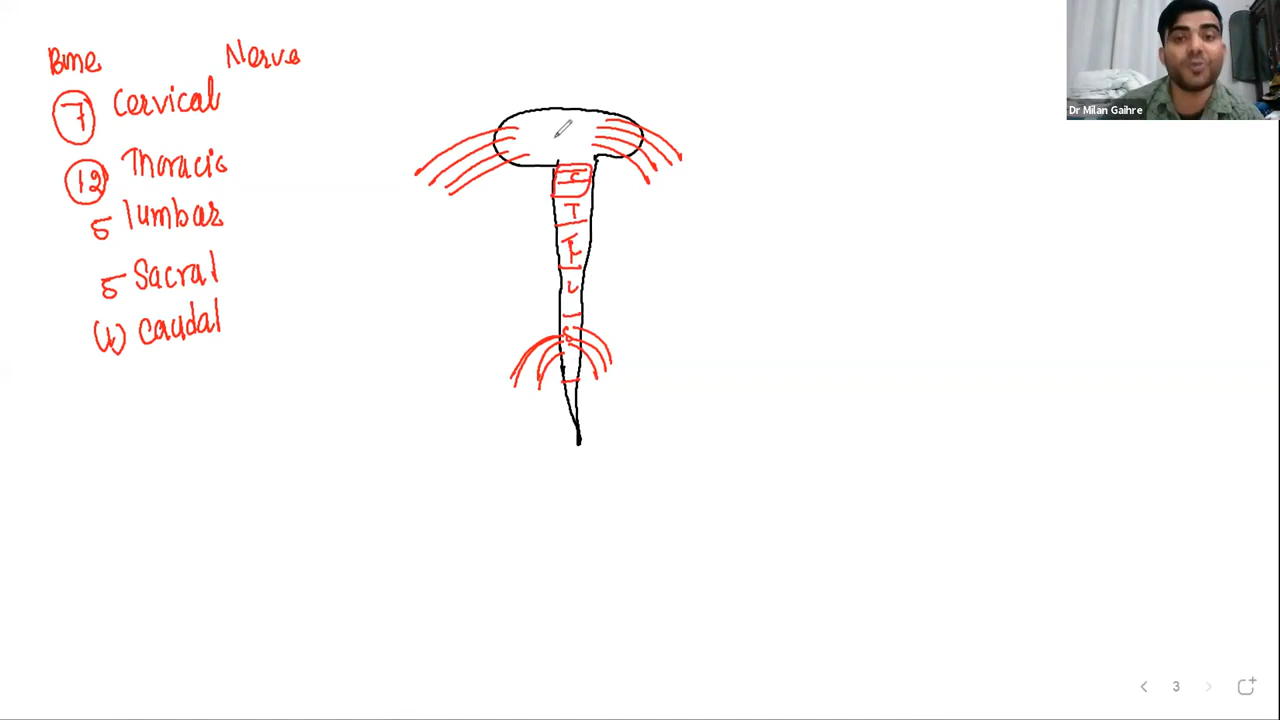 Bone Nerve
7 Cervical
12 Thoracic
5 lumbar
5 Sacral
(4) Caudal
C
T
L
S
Dr Milan Gaihre
3